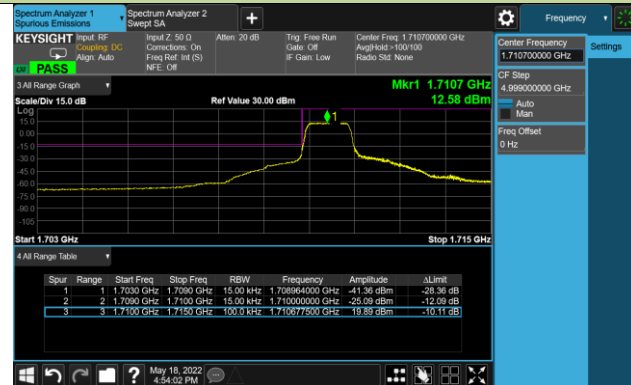 Spectrum Analyzer 1
Spurious Emissions
Spectrum Analyzer 2
Swept SA
+
Frequency
KEYSIGHT
Input: RF
Coupling: DC
Align: Auto
Input Z: 50 Ω
Corrections: On
Freq Ref: Int (S)
NFE: Off
Atten: 20 dB
Trig: Free Run
Gate: Off
IF Gain: Low
Center Freq: 1.710700000 GHz
Avg|Hold:>100/100
Radio Std: None
PASS
Center Frequency
1.710700000 GHz
Settings
CF Step
4.999000000 GHz
Auto
Man
Freq Offset
0 Hz
3 All Range Graph
Mkr1 1.7107 GHz
12.58 dBm
Scale/Div 15.0 dB
Ref Value 30.00 dBm
Log
15.0
0.00
-15.0
-30.0
-45.0
-60.0
-75.0
-90.0
-105
1
Start 1.703 GHz
Stop 1.715 GHz
4 All Range Table
Spur Range Start Freq Stop Freq RBW Frequency Amplitude ΔLimit
1 1 1.7030 GHz 1.7090 GHz 15.00 kHz 1.708964000 GHz -41.36 dBm -28.36 dB
2 2 1.7090 GHz 1.7100 GHz 15.00 kHz 1.710000000 GHz -25.09 dBm -12.09 dB
3 3 1.7100 GHz 1.7150 GHz 100.0 kHz 1.710677500 GHz 19.89 dBm -10.11 dB
?
May 18, 2022
4:54:02 PM